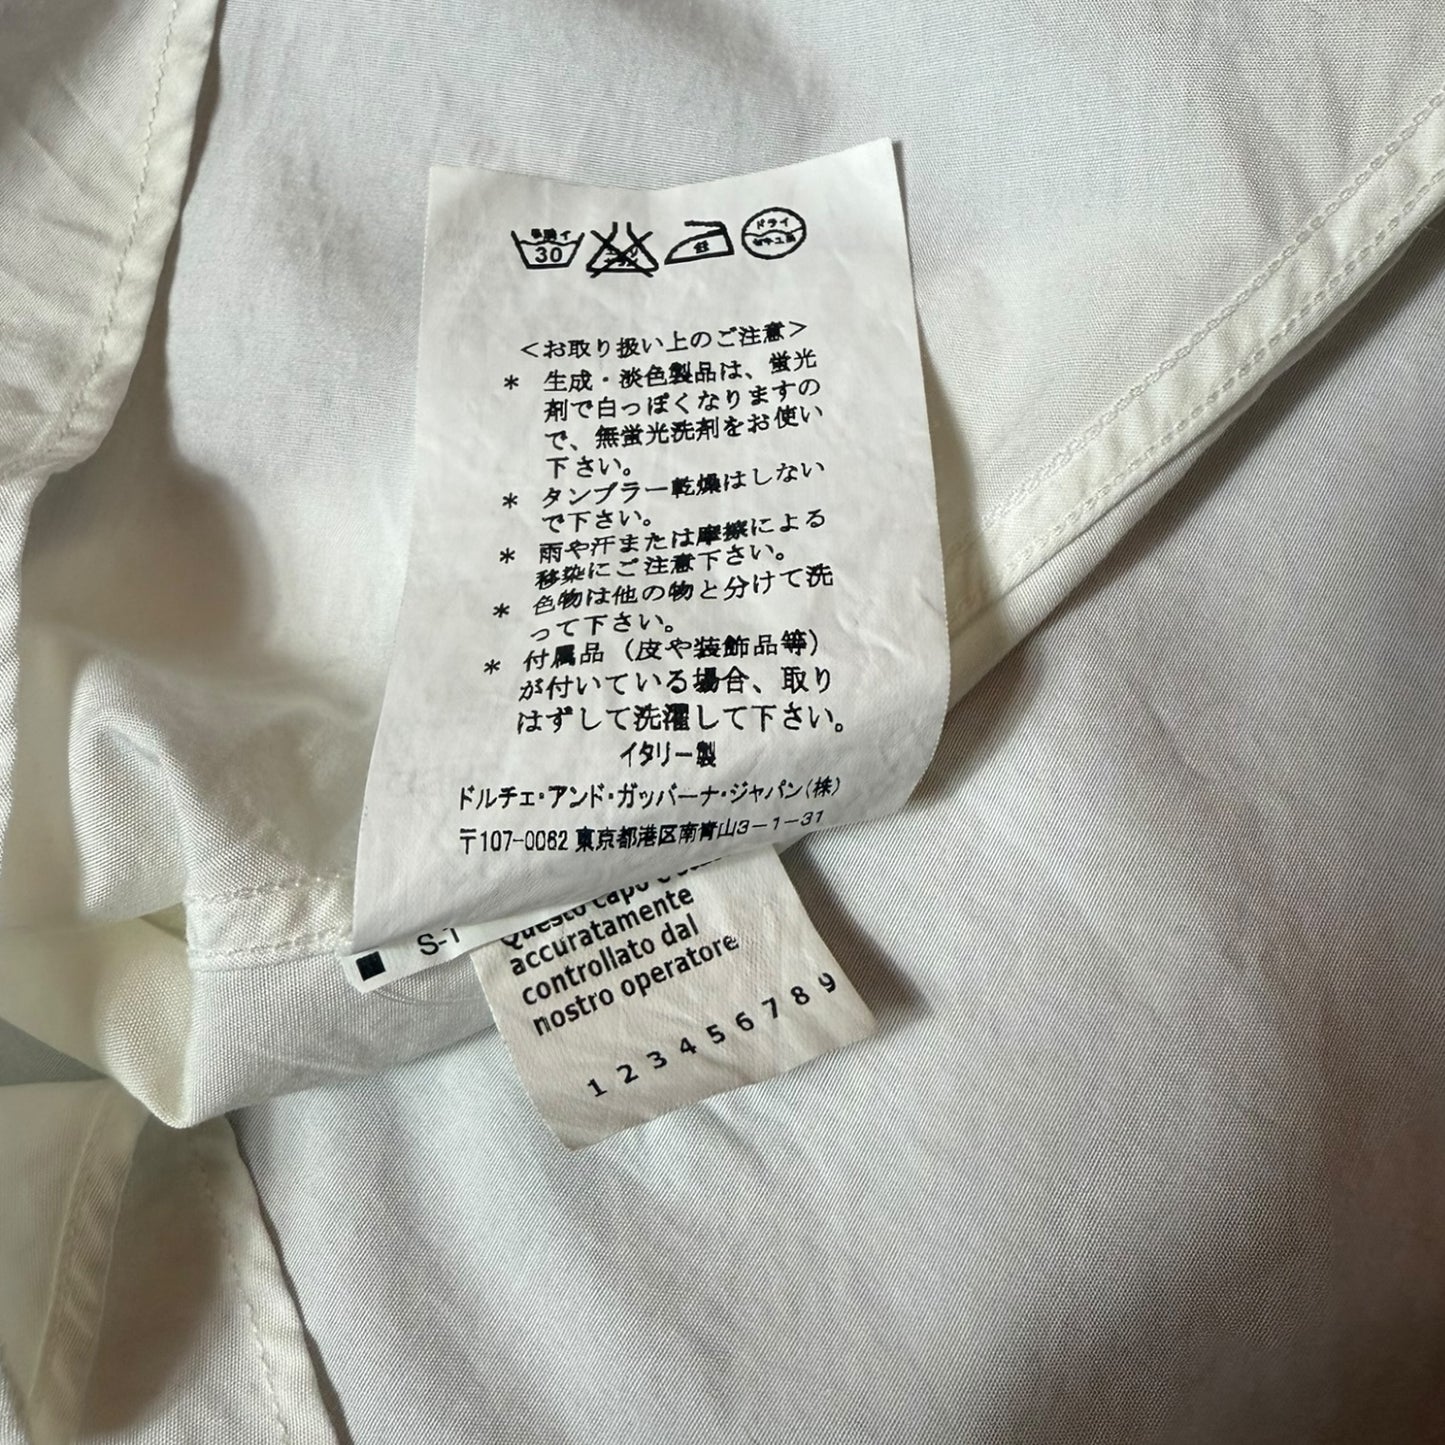 30
ドライ
<お取り扱い上のご注意>
* 生成・淡色製品は、蛍光
剤で白っぽくなりますの
で、無蛍光洗剤をお使い
下さい。
* タンブラー乾燥はしない
で下さい。
* 雨や汗または摩擦による
移染にご注意下さい。
* 色物は他の物と分けて洗
って下さい。
* 付属品（皮や装飾品等）
が付いている場合、取り
はずして洗濯して下さい。
イタリー製
ドルチェ・アンド・ガッバーナ・ジャパン(株)
〒107-0062 東京都港区南青山3-1-31
S-1
Questo capo
accuratamente
controllato dal
nostro operatore
1 2 3 4 5 6 7 8 9